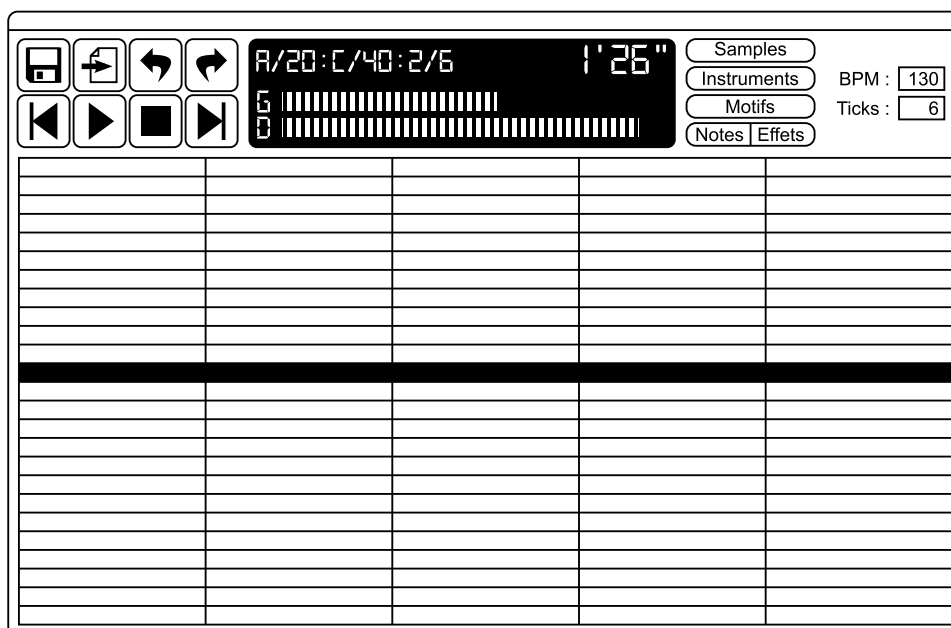 A/20:C/40:2/6 1'26"
G
D
Samples
Instruments
Motifs
Notes Effets
BPM : 130
Ticks : 6